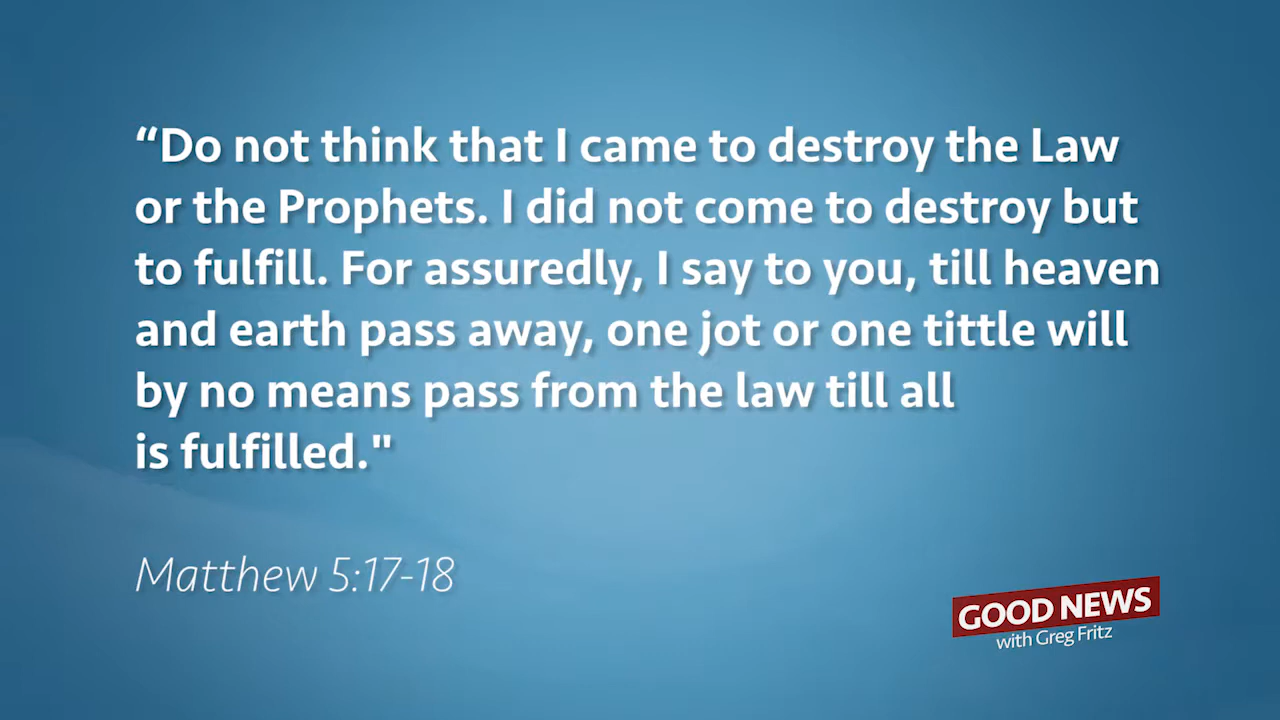 “Do not think that I came to destroy the Law
or the Prophets. I did not come to destroy but
to fulfill. For assuredly, I say to you, till heaven
and earth pass away, one jot or one tittle will
by no means pass from the law till all
is fulfilled."
Matthew 5:17-18
GOOD NEWS
with Greg Fritz